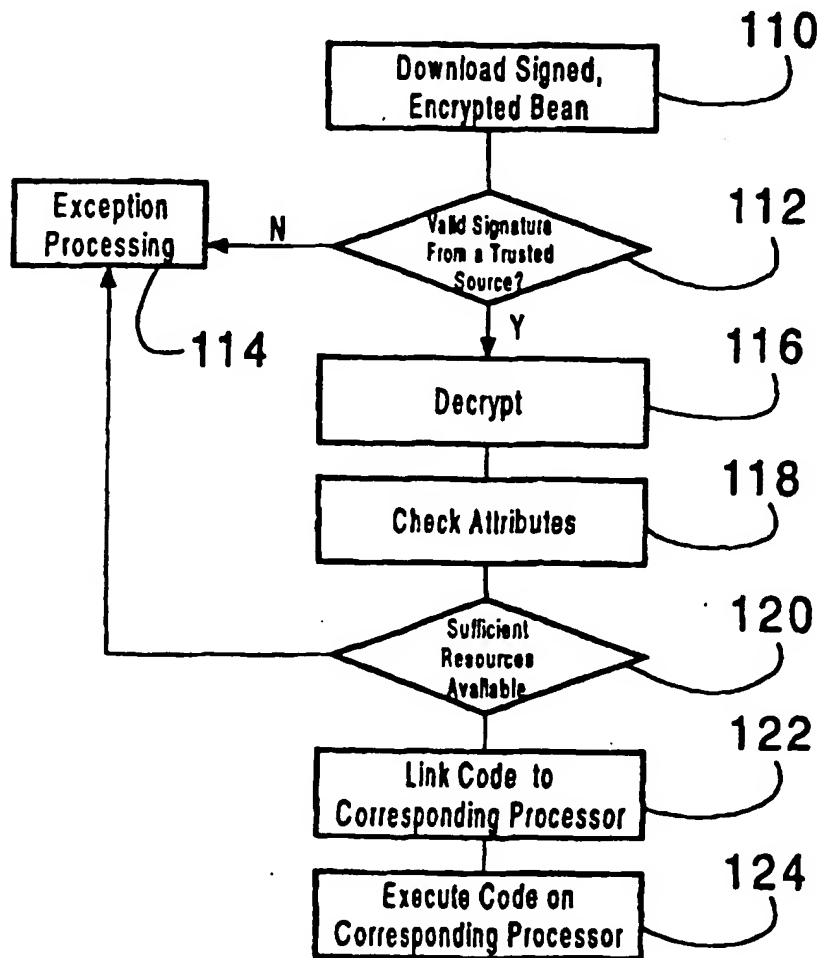 110
Download Signed,
Encrypted Bean
112
Valid Signature
From a Trusted
Source?
N
Exception
Processing
114
Y
116
Decrypt
118
Check Attributes
120
Sufficient
Resources
Available
122
Link Code to
Corresponding Processor
124
Execute Code on
Corresponding Processor